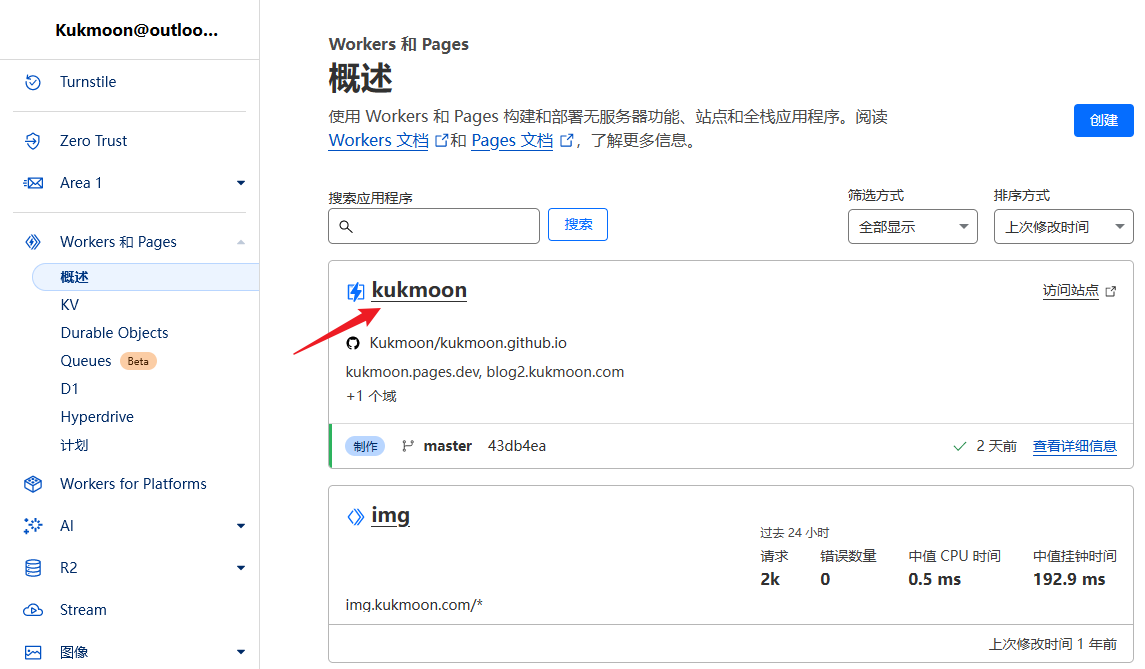 Kukmoon@outloo...
Turnstile
Zero Trust
Area 1
Workers 和 Pages
概述
KV
Durable Objects
Queues Beta
D1
Hyperdrive
计划
Workers for Platforms
AI
R2
Stream
图像
Workers 和 Pages
概述
使用 Workers 和 Pages 构建和部署无服务器功能、站点和全栈应用程序。阅读
Workers 文档 和 Pages 文档 ，了解更多信息。
创建
搜索应用程序
搜索
筛选方式
全部显示
排序方式
上次修改时间
kukmoon
访问站点
Kukmoon/kukmoon.github.io
kukmoon.pages.dev, blog2.kukmoon.com
+1 个域
制作 master 43db4ea
2 天前 查看详细信息
img
过去 24 小时
请求 错误数量 中值 CPU 时间 中值挂钟时间
2k 0 0.5 ms 192.9 ms
img.kukmoon.com/*
上次修改时间 1 年前